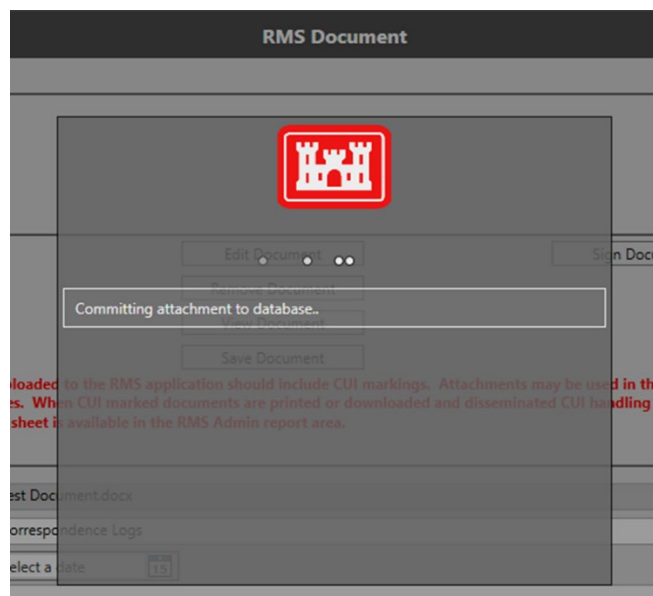 RMS Document
Edit Document
Sign Doc
Remove Document
Committing attachment to database..
View Document
Save Document
loaded to the RMS application should include CUI markings. Attachments may be used in th
es. When CUI marked documents are printed or downloaded and disseminated CUI handling
sheet is available in the RMS Admin report area.
est Document.docx
orrespondence Logs
elect a date
15